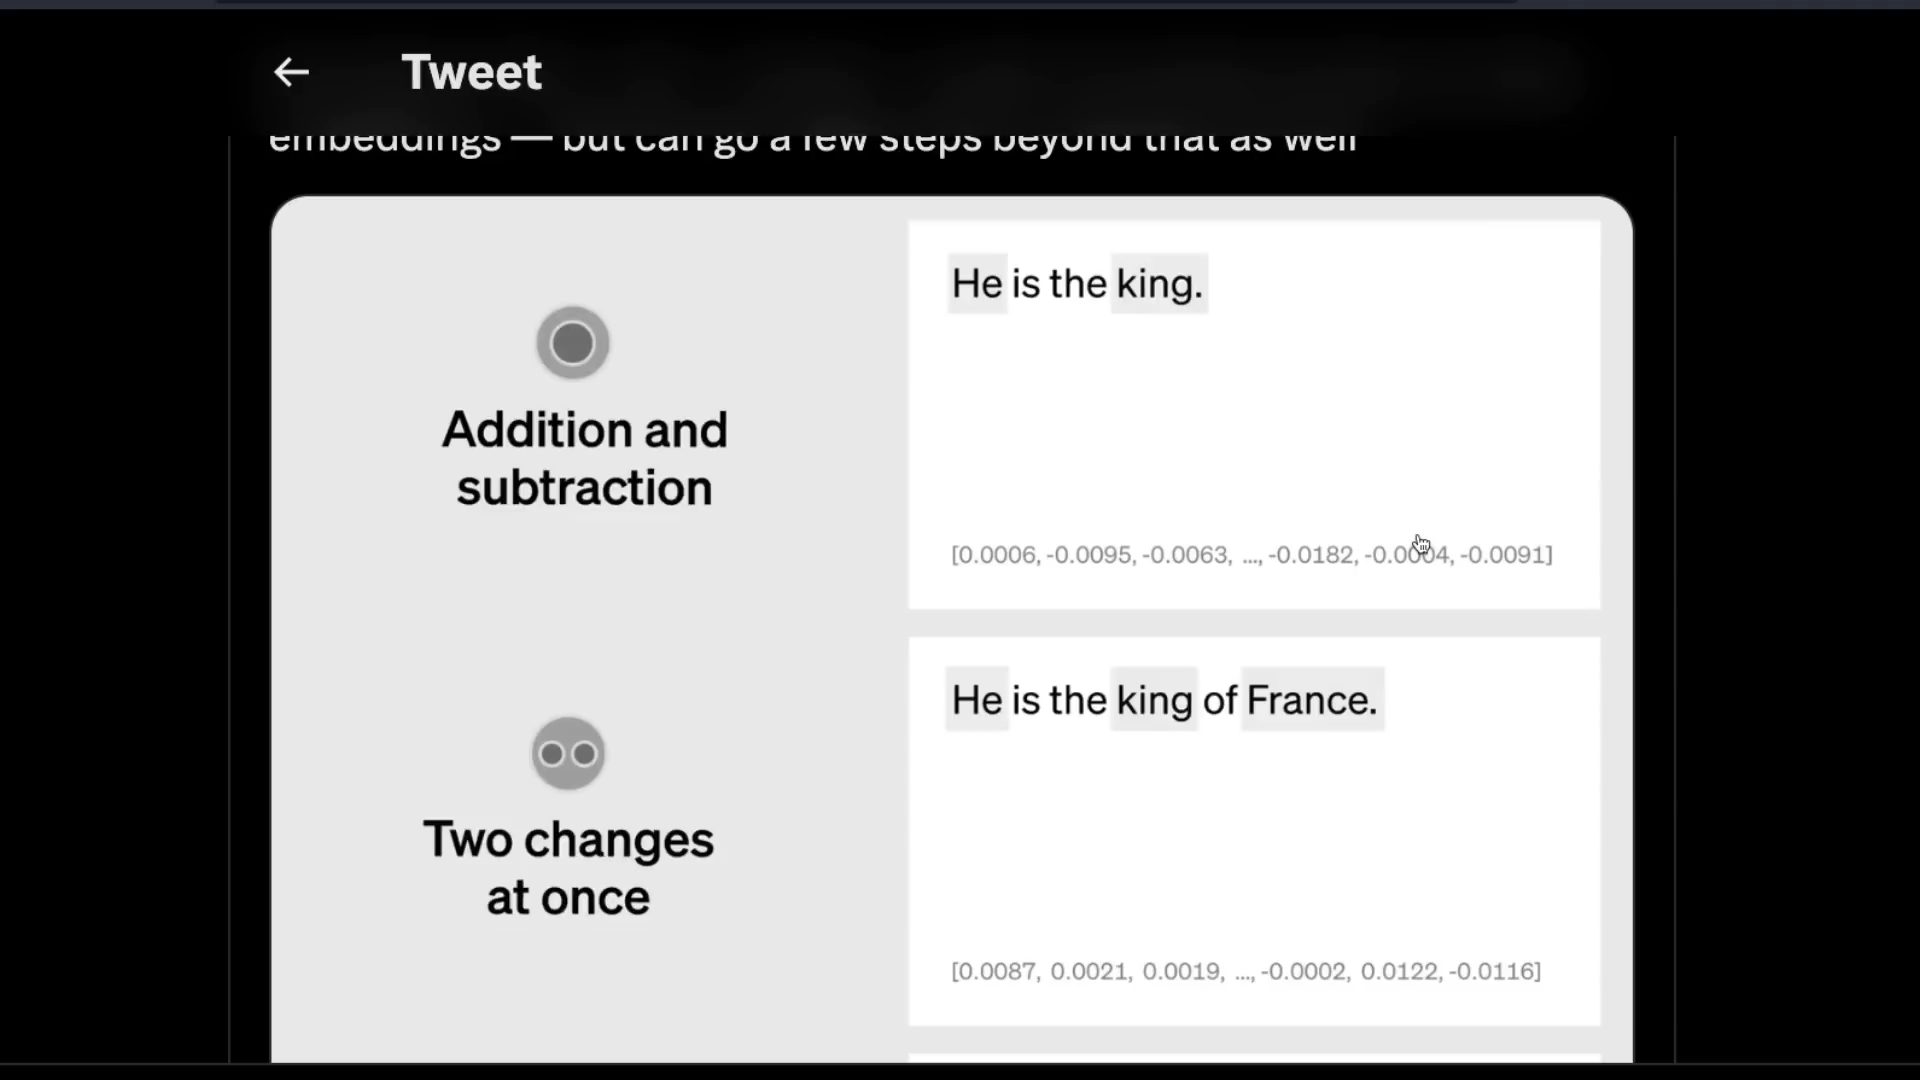 Tweet
embeddings — but can go a few steps beyond that as well
He is the king.
Addition and
subtraction
[0.0006, -0.0095, -0.0063, ..., -0.0182, -0.0004, -0.0091]
He is the king of France.
Two changes
at once
[0.0087, 0.0021, 0.0019, ..., -0.0002, 0.0122, -0.0116]